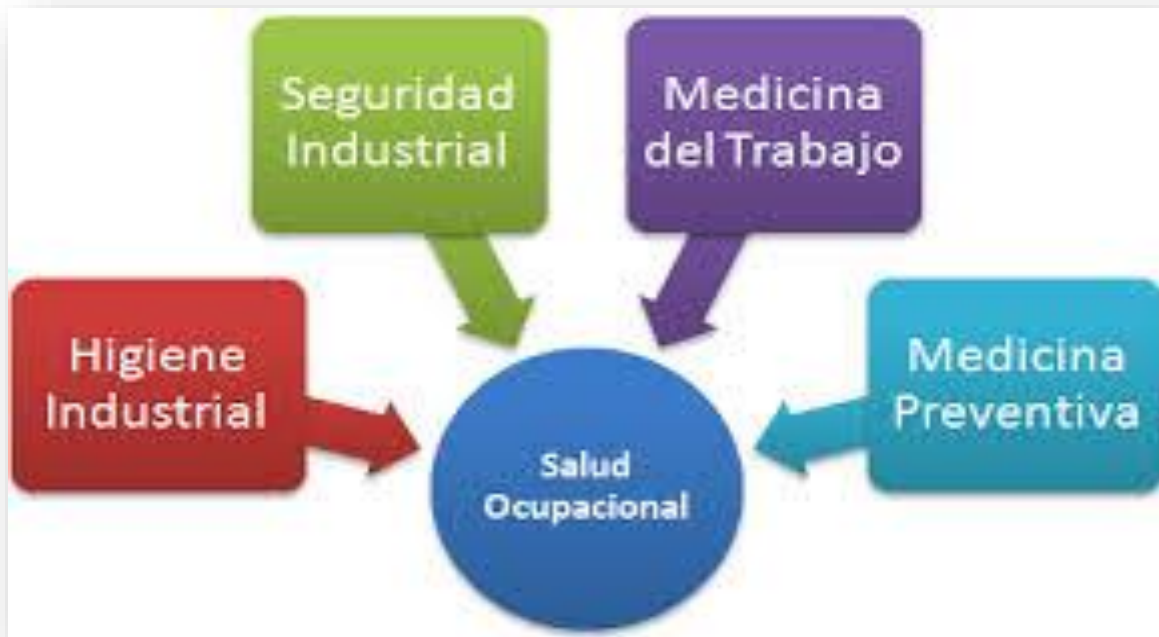 Seguridad
Industrial
Medicina
del Trabajo
Higiene
Industrial
Medicina
Preventiva
Salud
Ocupacional